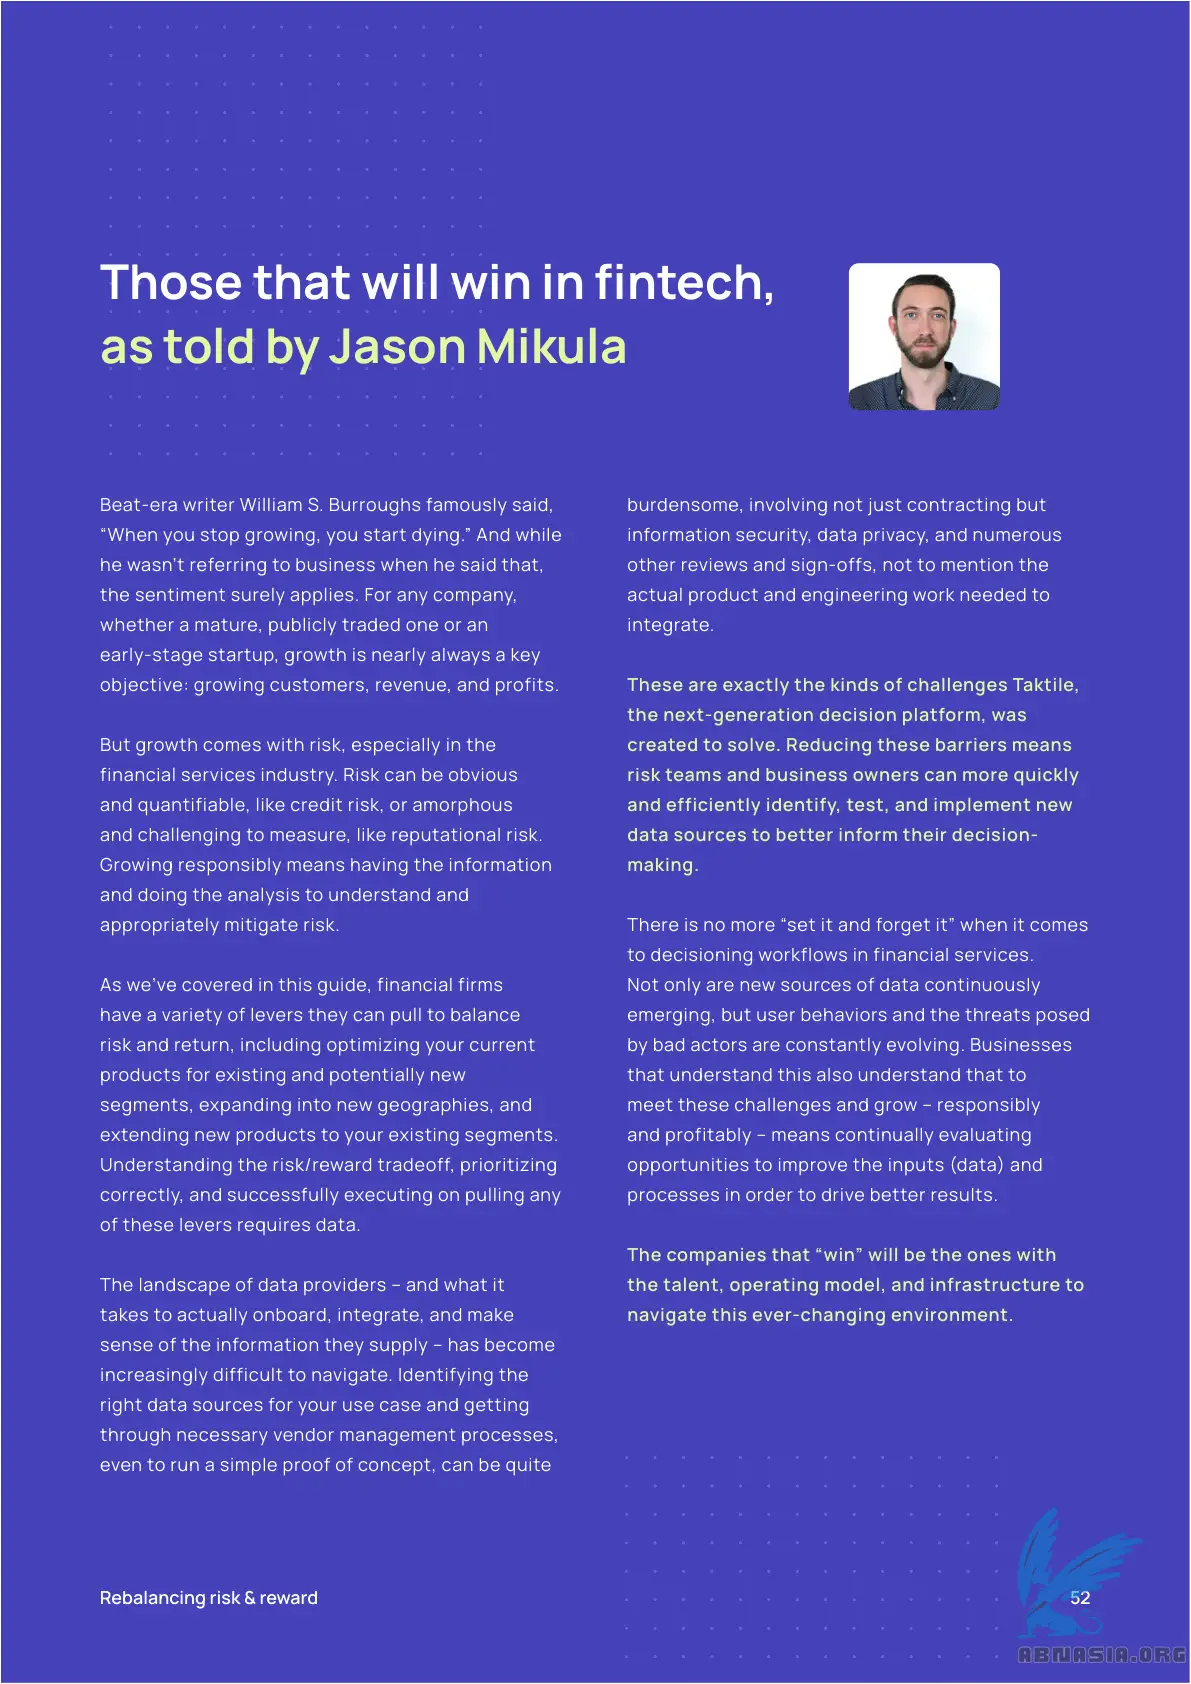 Those that will win in fintech,
as told by Jason Mikula
Beat-era writer William S. Burroughs famously said,
“When you stop growing, you start dying.” And while
he wasn’t referring to business when he said that,
the sentiment surely applies. For any company,
whether a mature, publicly traded one or an
early-stage startup, growth is nearly always a key
objective: growing customers, revenue, and profits.
But growth comes with risk, especially in the
financial services industry. Risk can be obvious
and quantifiable, like credit risk, or amorphous
and challenging to measure, like reputational risk.
Growing responsibly means having the information
and doing the analysis to understand and
appropriately mitigate risk.
As we’ve covered in this guide, financial firms
have a variety of levers they can pull to balance
risk and return, including optimizing your current
products for existing and potentially new
segments, expanding into new geographies, and
extending new products to your existing segments.
Understanding the risk/reward tradeoff, prioritizing
correctly, and successfully executing on pulling any
of these levers requires data.
The landscape of data providers – and what it
takes to actually onboard, integrate, and make
sense of the information they supply – has become
increasingly difficult to navigate. Identifying the
right data sources for your use case and getting
through necessary vendor management processes,
even to run a simple proof of concept, can be quite
burdensome, involving not just contracting but
information security, data privacy, and numerous
other reviews and sign-offs, not to mention the
actual product and engineering work needed to
integrate.
These are exactly the kinds of challenges Taktile,
the next-generation decision platform, was
created to solve. Reducing these barriers means
risk teams and business owners can more quickly
and efficiently identify, test, and implement new
data sources to better inform their decision-
making.
There is no more “set it and forget it” when it comes
to decisioning workflows in financial services.
Not only are new sources of data continuously
emerging, but user behaviors and the threats posed
by bad actors are constantly evolving. Businesses
that understand this also understand that to
meet these challenges and grow – responsibly
and profitably – means continually evaluating
opportunities to improve the inputs (data) and
processes in order to drive better results.
The companies that “win” will be the ones with
the talent, operating model, and infrastructure to
navigate this ever-changing environment.
Rebalancing risk & reward
52
ABNASIA.ORG